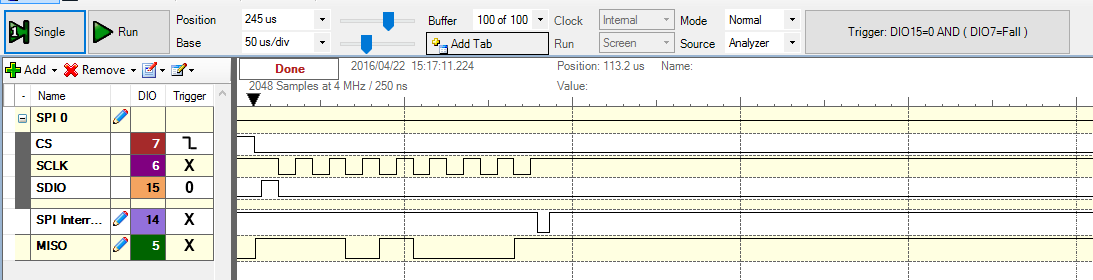 Single
Run
Position
245 us
Base
50 us/div
Buffer
100 of 100
Add Tab
Clock
Internal
Run
Screen
Mode
Normal
Source
Analyzer
Trigger: DIO15=0 AND ( DIO7=Fall )
Add
Remove
Done
2016/04/22 15:17:11.224
Position: 113.2 us
Name:
2048 Samples at 4 MHz / 250 ns
Value:
- Name DIO Trigger
SPI 0
CS 7
SCLK 6 X
SDIO 15 0
SPI Interr... 14 X
MISO 5 X